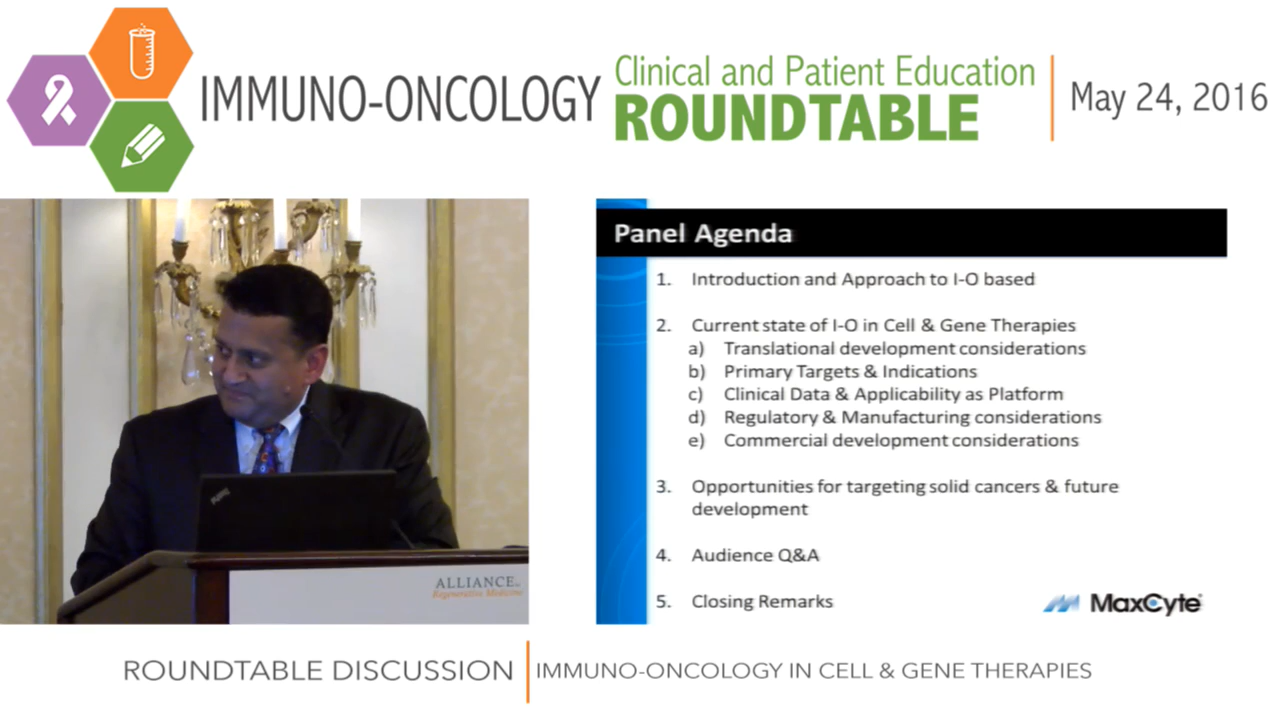 IMMUNO-ONCOLOGY
Clinical and Patient Education
ROUNDTABLE
May 24, 2016
Panel Agenda
1. Introduction and Approach to I-O based
2. Current state of I-O in Cell & Gene Therapies
a) Translational development considerations
b) Primary Targets & Indications
c) Clinical Data & Applicability as Platform
d) Regulatory & Manufacturing considerations
e) Commercial development considerations
3. Opportunities for targeting solid cancers & future
development
4. Audience Q&A
5. Closing Remarks
MaxCyte
ALLIANCE
Regenerative Medicine
ROUNDTABLE DISCUSSION
IMMUNO-ONCOLOGY IN CELL & GENE THERAPIES